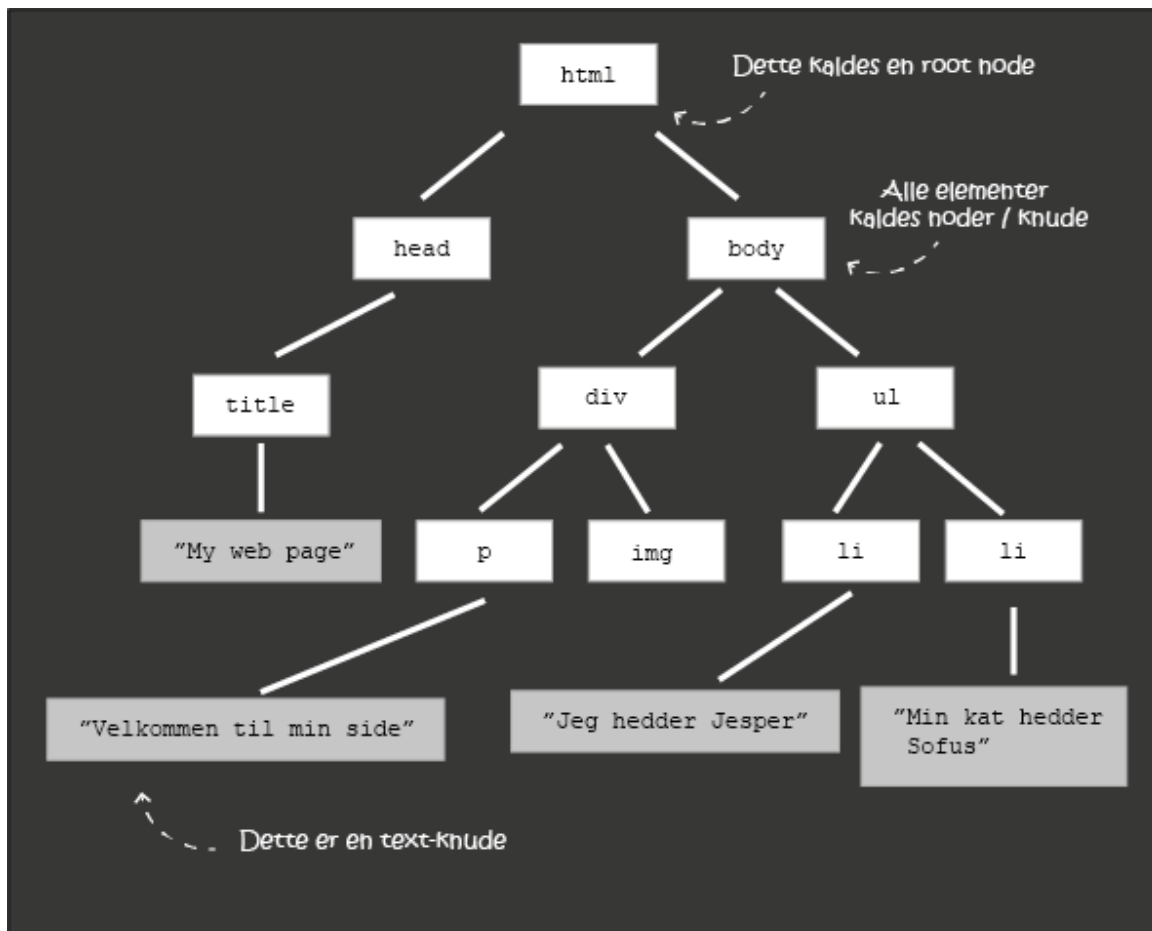 html
Dette kaldes en root node
Alle elementer
kaldes noder / knude
head
body
title
div
ul
”My web page”
p
img
li
li
”Velkommen til min side”
”Jeg hedder Jesper”
”Min kat hedder
Sofus”
Dette er en text-knude